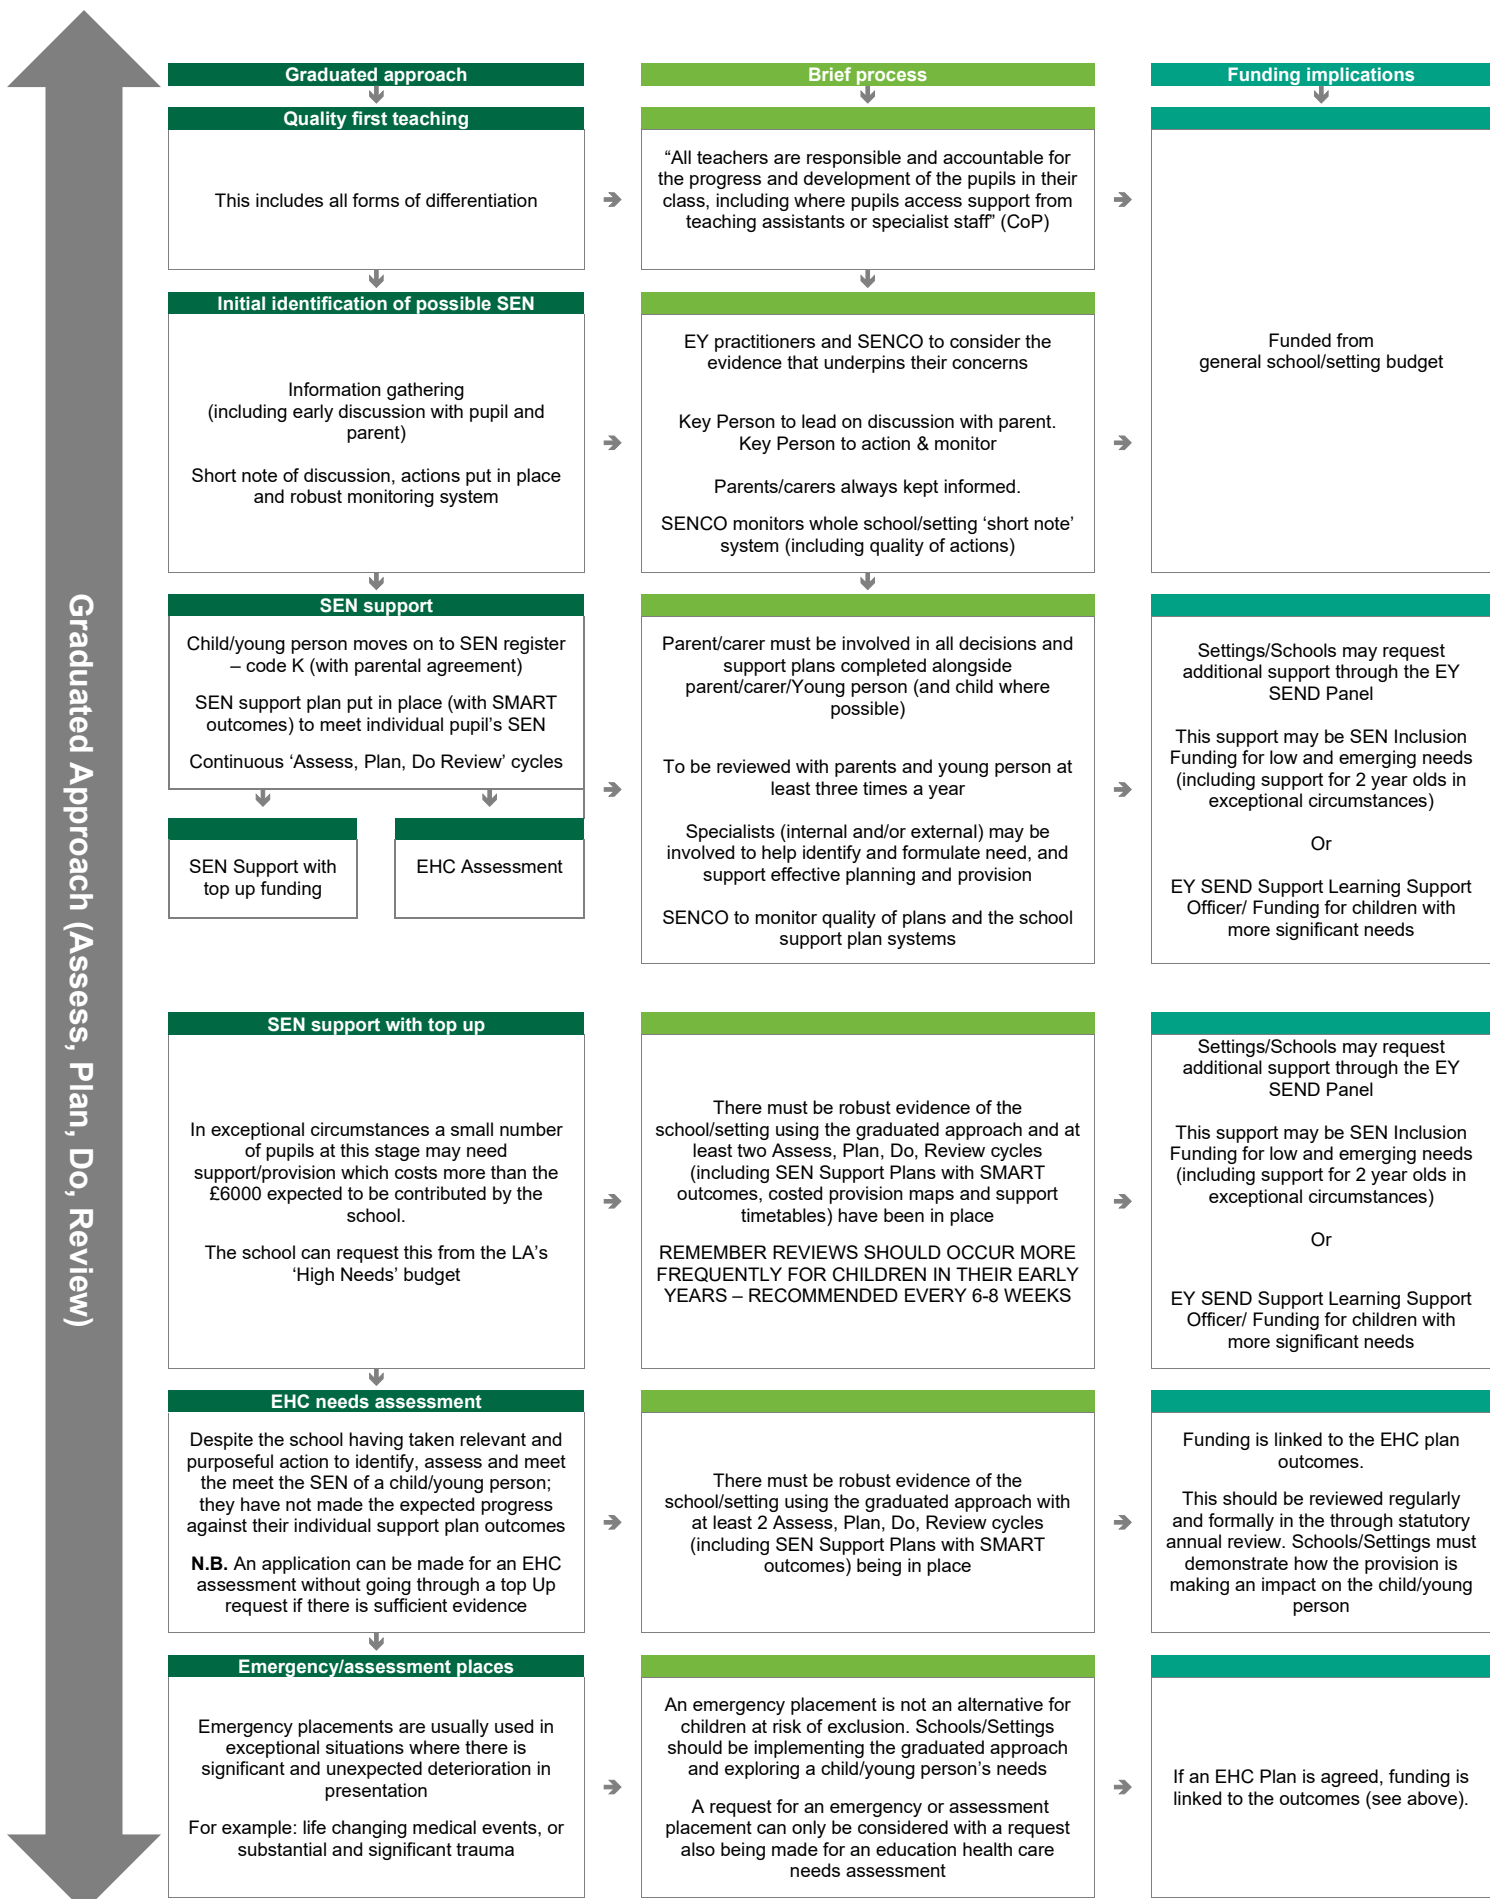 Graduated Approach (Assess, Plan, Do, Review)
Graduated approach
Brief process
Funding implications
Quality first teaching
This includes all forms of differentiation
“All teachers are responsible and accountable for
the progress and development of the pupils in their
class, including where pupils access support from
teaching assistants or specialist staff” (CoP)
Funded from
general school/setting budget
Initial identification of possible SEN
Information gathering
(including early discussion with pupil and
parent)
Short note of discussion, actions put in place
and robust monitoring system
EY practitioners and SENCO to consider the
evidence that underpins their concerns
Key Person to lead on discussion with parent.
Key Person to action & monitor
Parents/carers always kept informed.
SENCO monitors whole school/setting ‘short note’
system (including quality of actions)
SEN support
Child/young person moves on to SEN register
– code K (with parental agreement)
SEN support plan put in place (with SMART
outcomes) to meet individual pupil’s SEN
Continuous ‘Assess, Plan, Do Review’ cycles
SEN Support with
top up funding
EHC Assessment
Parent/carer must be involved in all decisions and
support plans completed alongside
parent/carer/Young person (and child where
possible)
To be reviewed with parents and young person at
least three times a year
Specialists (internal and/or external) may be
involved to help identify and formulate need, and
support effective planning and provision
SENCO to monitor quality of plans and the school
support plan systems
Settings/Schools may request
additional support through the EY
SEND Panel
This support may be SEN Inclusion
Funding for low and emerging needs
(including support for 2 year olds in
exceptional circumstances)
Or
EY SEND Support Learning Support
Officer/ Funding for children with
more significant needs
SEN support with top up
In exceptional circumstances a small number
of pupils at this stage may need
support/provision which costs more than the
£6000 expected to be contributed by the
school.
The school can request this from the LA’s
‘High Needs’ budget
There must be robust evidence of the
school/setting using the graduated approach and at
least two Assess, Plan, Do, Review cycles
(including SEN Support Plans with SMART
outcomes, costed provision maps and support
timetables) have been in place
REMEMBER REVIEWS SHOULD OCCUR MORE
FREQUENTLY FOR CHILDREN IN THEIR EARLY
YEARS – RECOMMENDED EVERY 6-8 WEEKS
Settings/Schools may request
additional support through the EY
SEND Panel
This support may be SEN Inclusion
Funding for low and emerging needs
(including support for 2 year olds in
exceptional circumstances)
Or
EY SEND Support Learning Support
Officer/ Funding for children with
more significant needs
EHC needs assessment
Despite the school having taken relevant and
purposeful action to identify, assess and meet
the meet the SEN of a child/young person;
they have not made the expected progress
against their individual support plan outcomes
N.B. An application can be made for an EHC
assessment without going through a top Up
request if there is sufficient evidence
There must be robust evidence of the
school/setting using the graduated approach with
at least 2 Assess, Plan, Do, Review cycles
(including SEN Support Plans with SMART
outcomes) being in place
Funding is linked to the EHC plan
outcomes.
This should be reviewed regularly
and formally in the through statutory
annual review. Schools/Settings must
demonstrate how the provision is
making an impact on the child/young
person
Emergency/assessment places
Emergency placements are usually used in
exceptional situations where there is
significant and unexpected deterioration in
presentation
For example: life changing medical events, or
substantial and significant trauma
An emergency placement is not an alternative for
children at risk of exclusion. Schools/Settings
should be implementing the graduated approach
and exploring a child/young person’s needs
A request for an emergency or assessment
placement can only be considered with a request
also being made for an education health care
needs assessment
If an EHC Plan is agreed, funding is
linked to the outcomes (see above).